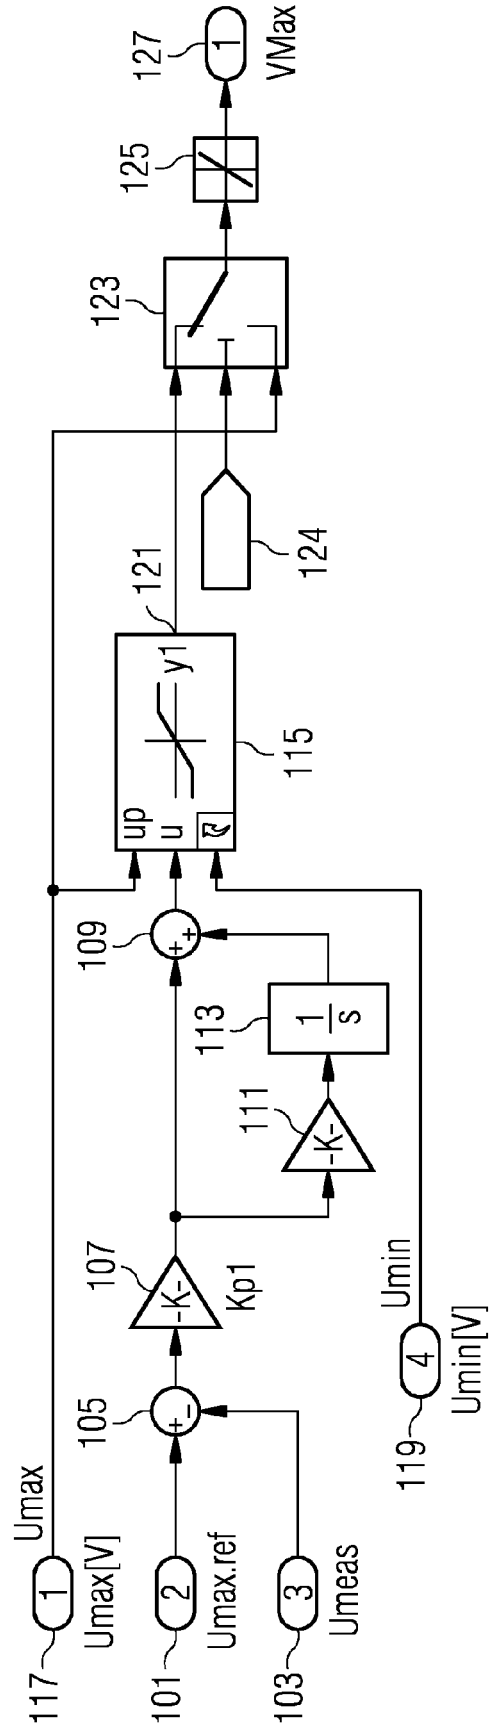 117
1
Umax[V]
Umax
101
2
Umax.ref
103
3
Umeas
105
+
-
107
-K-
Kp1
119
4
Umin[V]
Umin
111
-K-
113
1
s
109
+
+
up
u
y1
115
121
124
123
125
127
1
VMax